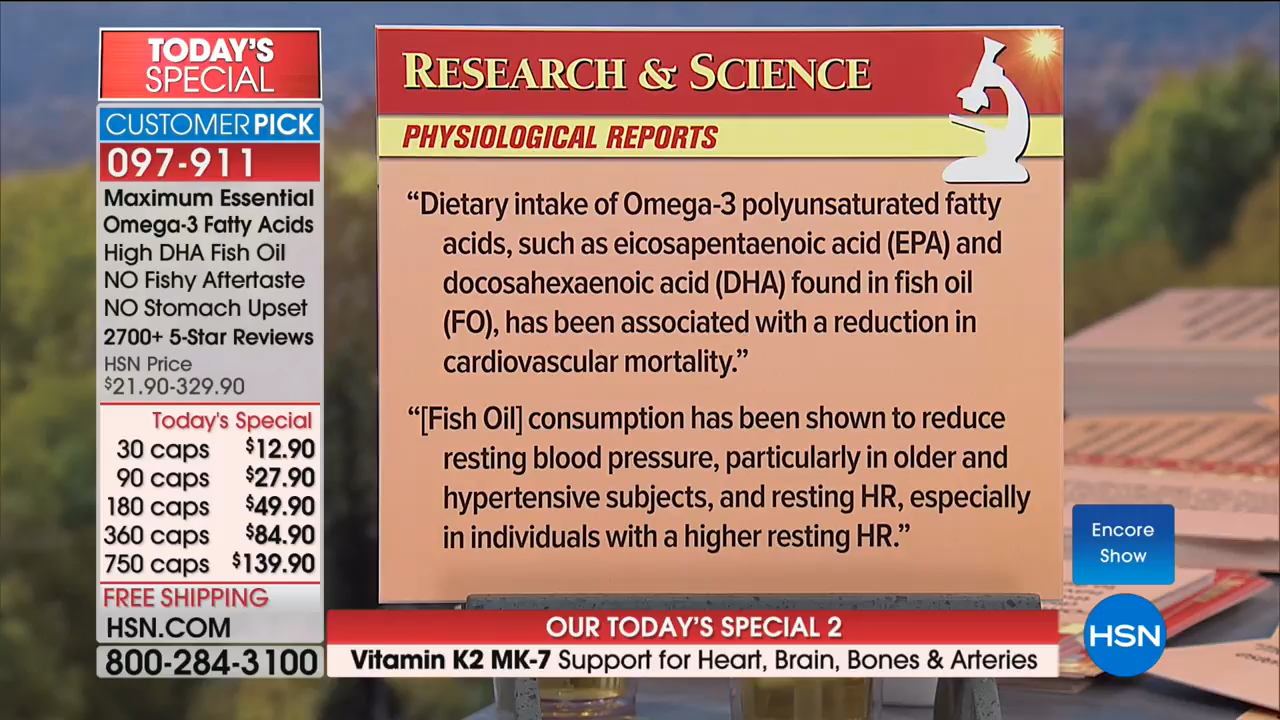 TODAY'S
SPECIAL
CUSTOMER PICK
097-911
Maximum Essential
Omega-3 Fatty Acids
High DHA Fish Oil
NO Fishy Aftertaste
NO Stomach Upset
2700+ 5-Star Reviews
HSN Price
$21.90-329.90
Today's Special
30 caps $12.90
90 caps $27.90
180 caps $49.90
360 caps $84.90
750 caps $139.90
FREE SHIPPING
HSN.COM
800-284-3100
RESEARCH & SCIENCE
PHYSIOLOGICAL REPORTS
“Dietary intake of Omega-3 polyunsaturated fatty
acids, such as eicosapentaenoic acid (EPA) and
docosahexaenoic acid (DHA) found in fish oil
(FO), has been associated with a reduction in
cardiovascular mortality.”
“[Fish Oil] consumption has been shown to reduce
resting blood pressure, particularly in older and
hypertensive subjects, and resting HR, especially
in individuals with a higher resting HR.”
Encore
Show
HSN
OUR TODAY'S SPECIAL 2
Vitamin K2 MK-7 Support for Heart, Brain, Bones & Arteries